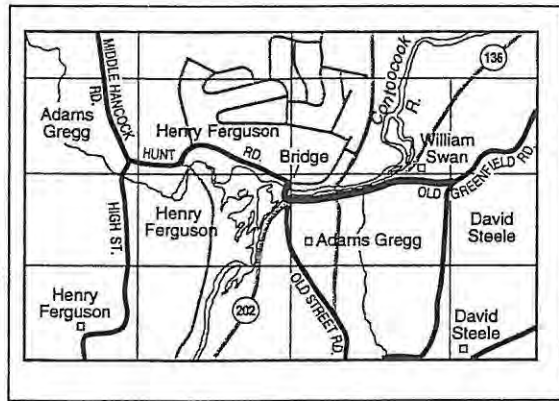 MIDDLE HANCOCK
RD.
136
Contoocook
R.
Adams
Gregg
Henry Ferguson
HUNT
RD.
Bridge
William
Swan
OLD
GREENFIELD RD.
HIGH ST.
Henry
Ferguson
Adams Gregg
David
Steele
Henry
Ferguson
202
OLD STREET RD.
David
Steele